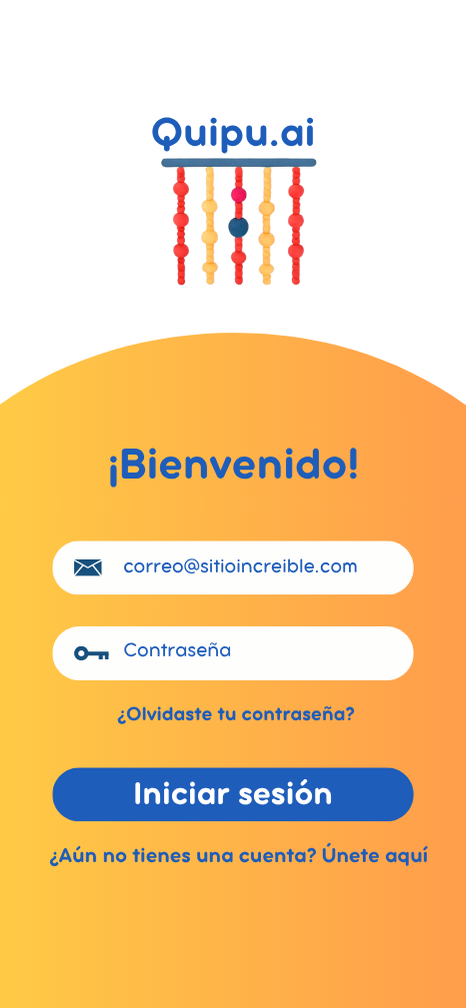 Quipu.ai
¡Bienvenido!
correo@sitioincreible.com
Contraseña
¿Olvidaste tu contraseña?
Iniciar sesión
¿Aún no tienes una cuenta? Únete aquí